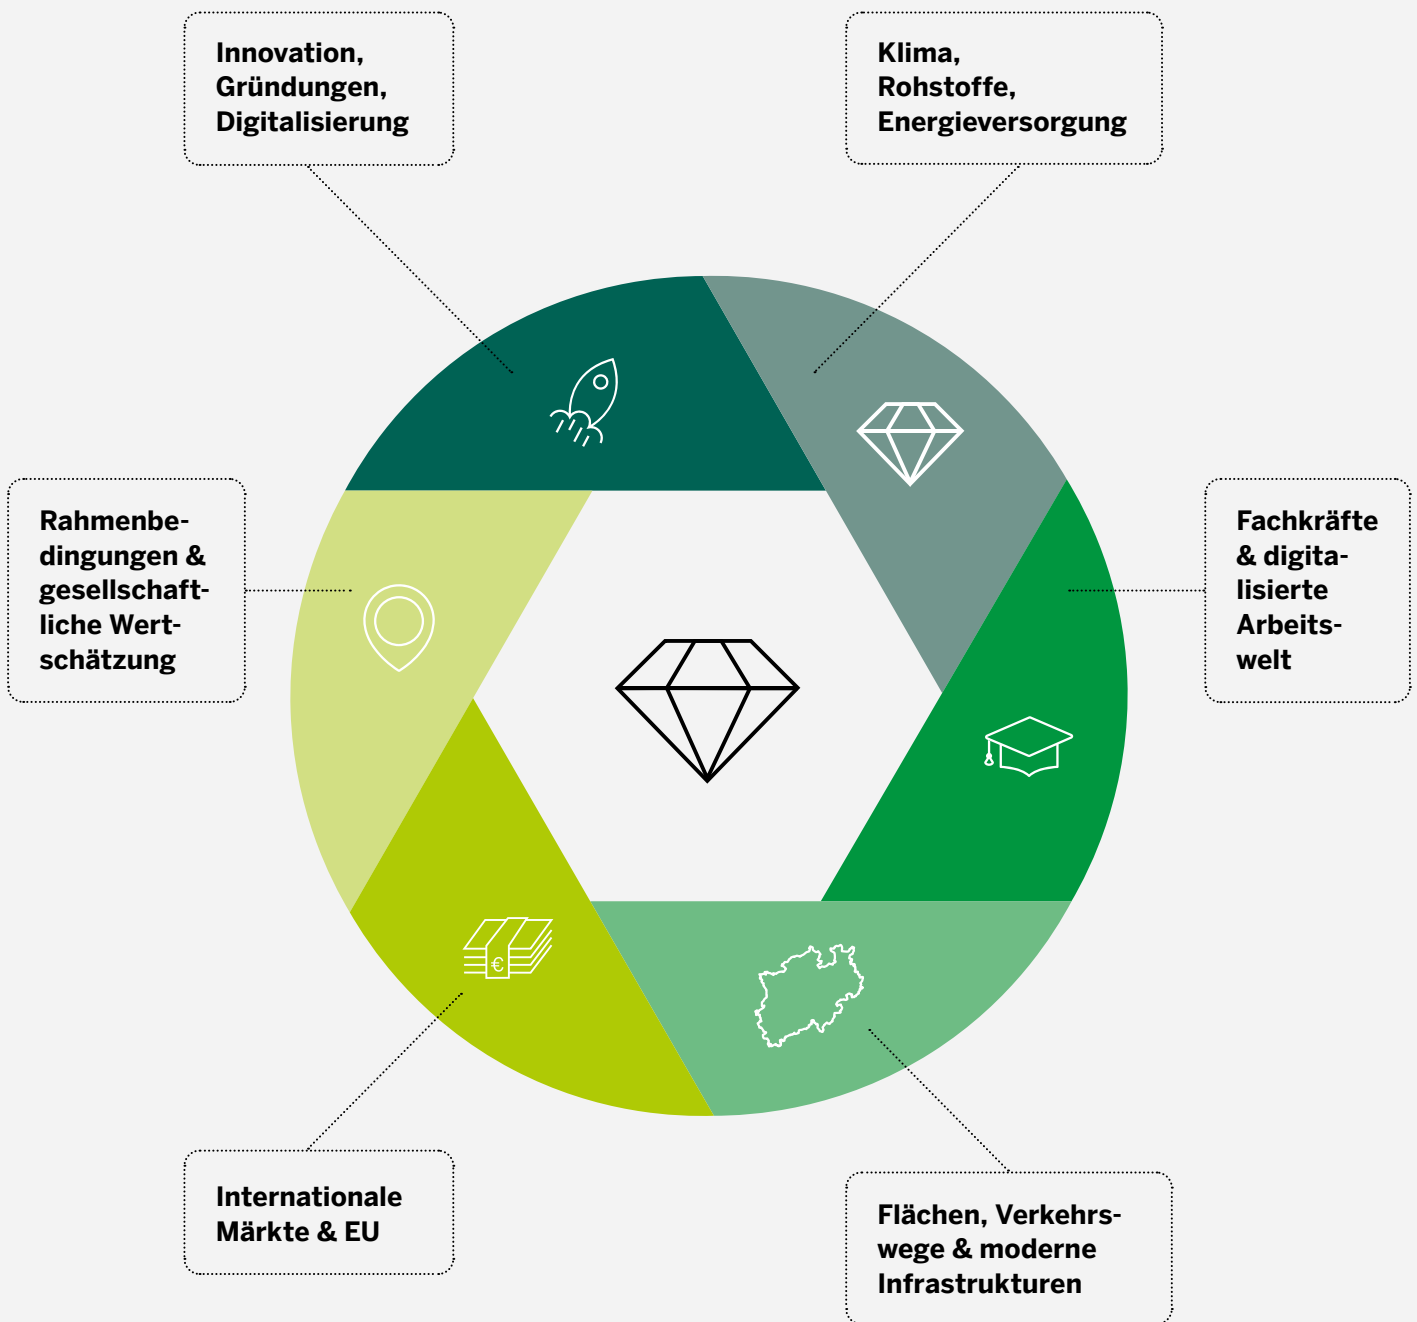 Innovation,
Gründungen,
Digitalisierung
Klima,
Rohstoffe,
Energieversorgung
Rahmenbe-
dingungen &
gesellschaft-
liche Wert-
schätzung
Fachkräfte
& digita-
lisierte
Arbeits-
welt
€
Internationale
Märkte & EU
Flächen, Verkehrs-
wege & moderne
Infrastrukturen